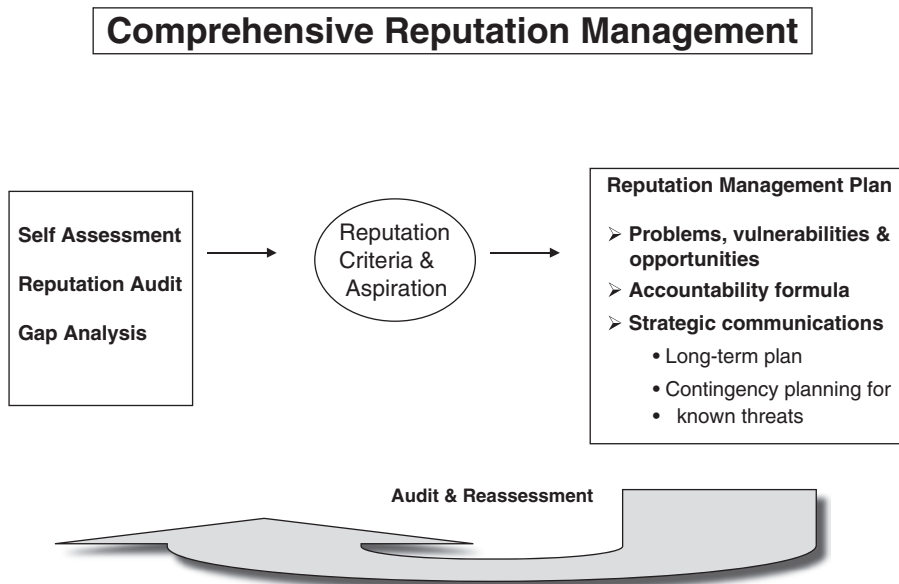 Comprehensive Reputation Management
Self Assessment
Reputation Audit
Gap Analysis
Reputation
Criteria &
Aspiration
Reputation Management Plan
➢ Problems, vulnerabilities &
opportunities
➢ Accountability formula
➢ Strategic communications
• Long-term plan
• Contingency planning for
• known threats
Audit & Reassessment